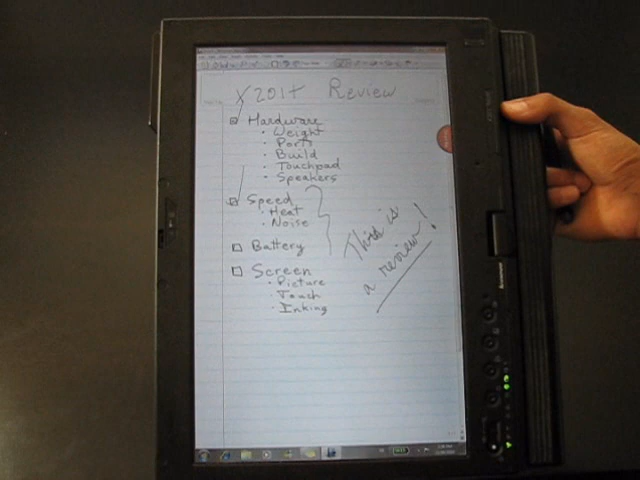 X201t Review
Hardware
• Weight
• Ports
• Build
• Touchpad
• Speakers
Speed
• Heat
• Noise
Battery
Screen
• Picture
• Touch
• Inking
This is
a review!
lenovo